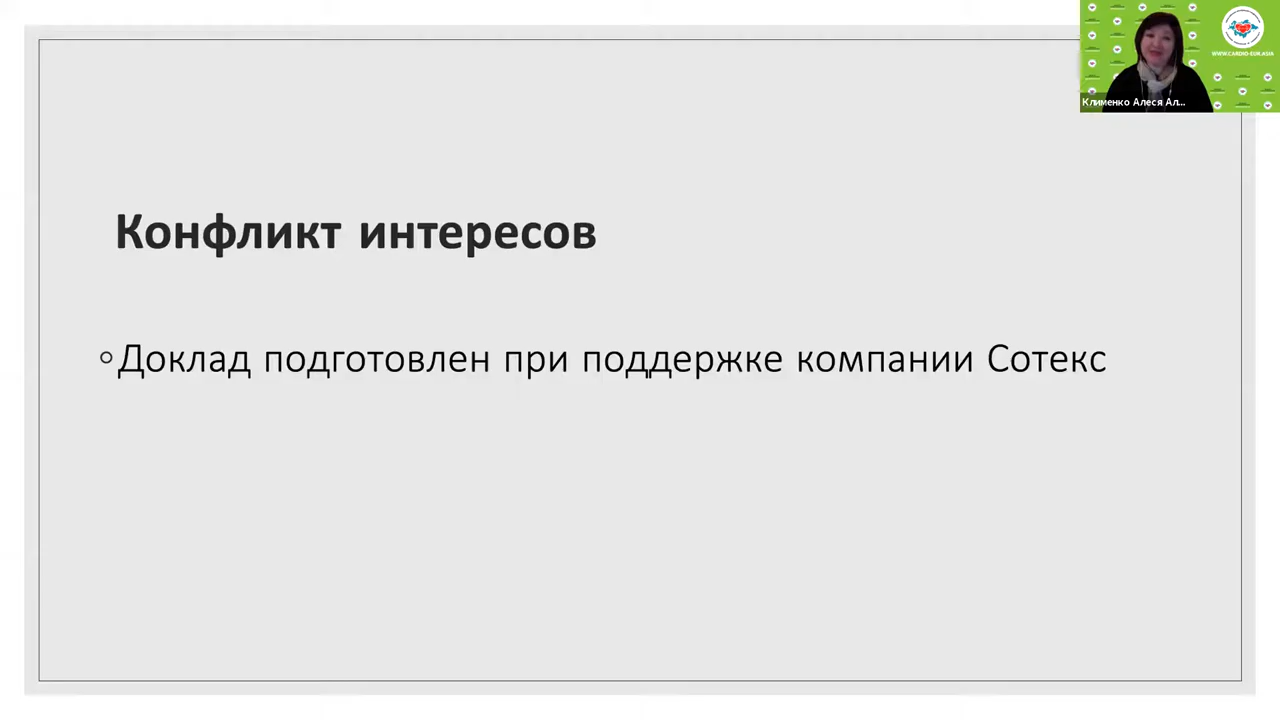 WWW.CARDIO-EUR.ASIA
Клименко Алеся Ал...
Конфликт интересов
Доклад подготовлен при поддержке компании Сотекс